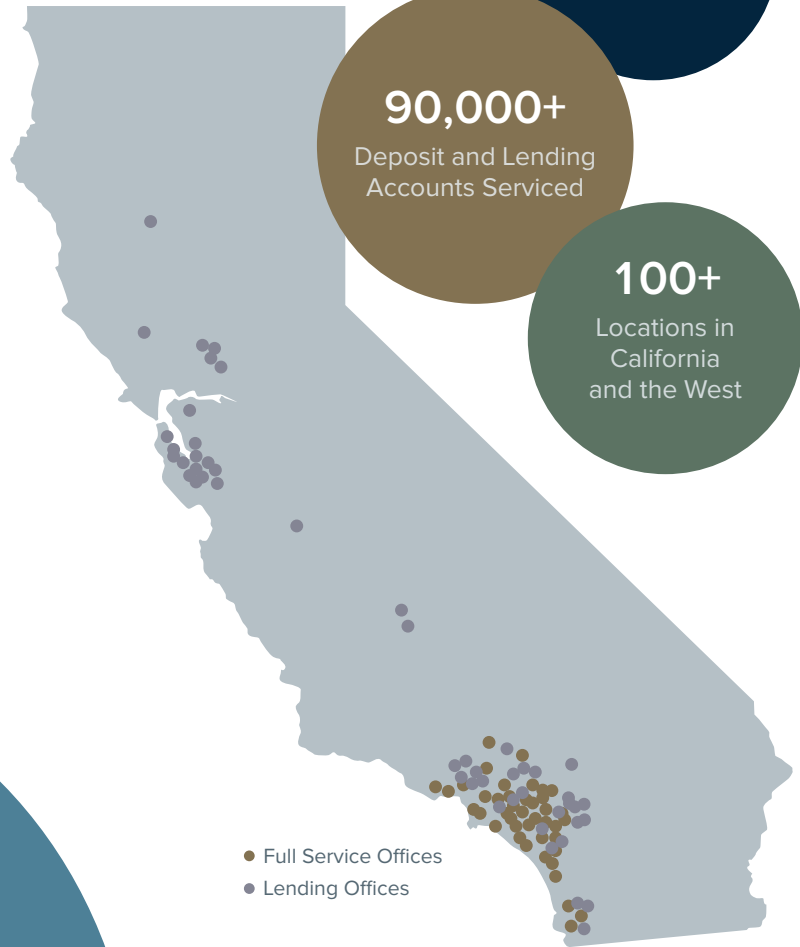 90,000+
Deposit and Lending
Accounts Serviced
100+
Locations in
California
and the West
Full Service Offices
Lending Offices